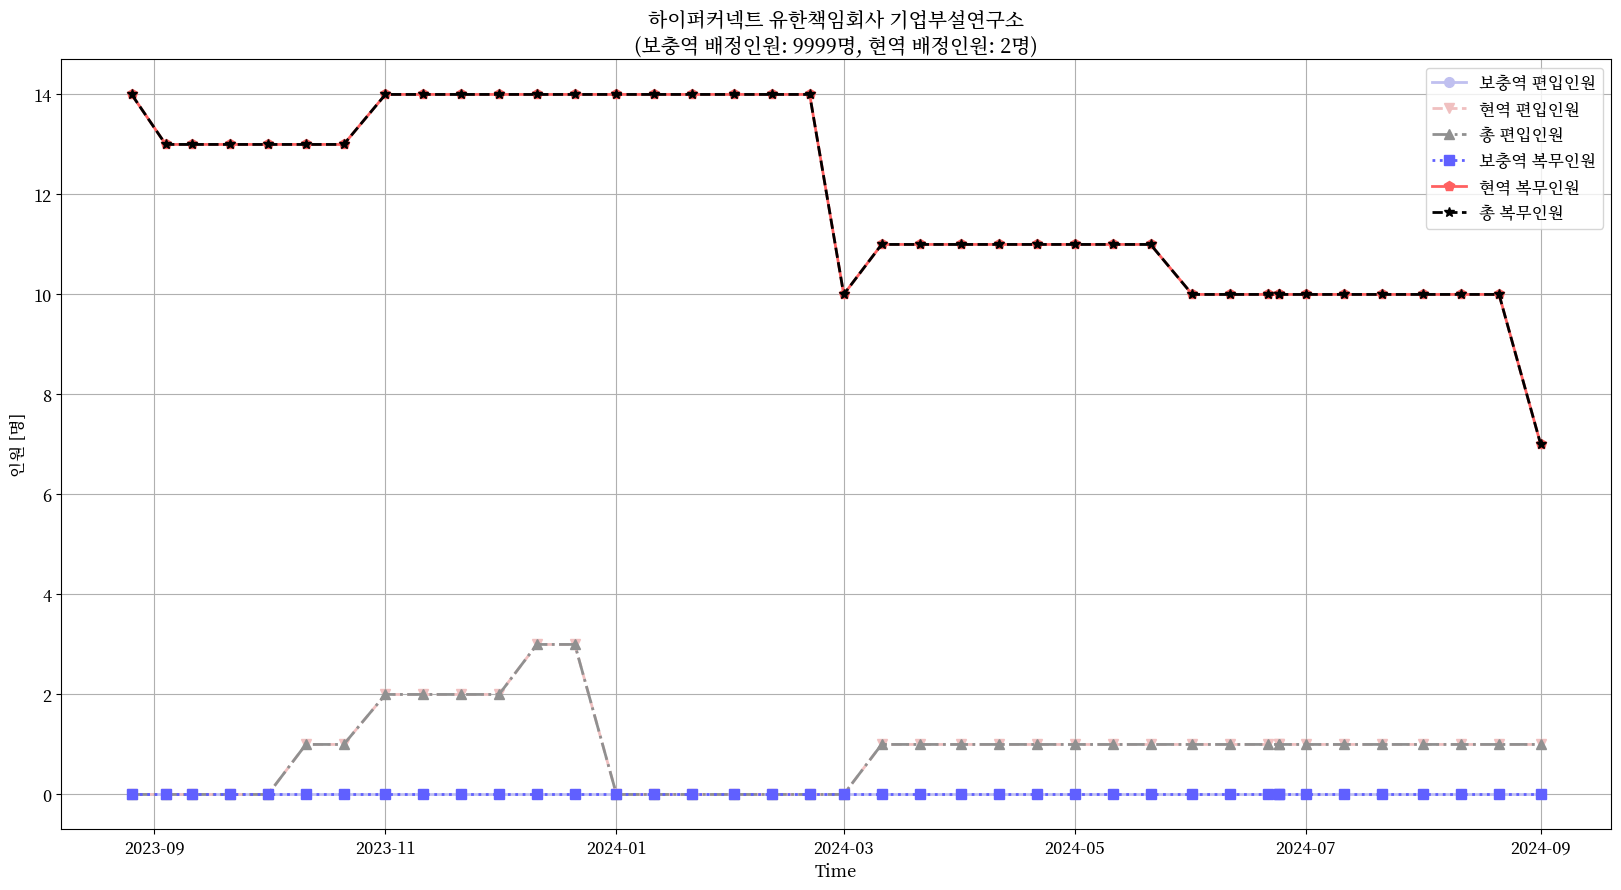 하이퍼커넥트 유한책임회사 기업부설연구소
(보충역 배정인원: 9999명, 현역 배정인원: 2명)
보충역 편입인원
현역 편입인원
총 편입인원
보충역 복무인원
현역 복무인원
총 복무인원
인원 [명]
14
12
10
8
6
4
2
0
2023-09
2023-11
2024-01
2024-03
2024-05
2024-07
2024-09
Time